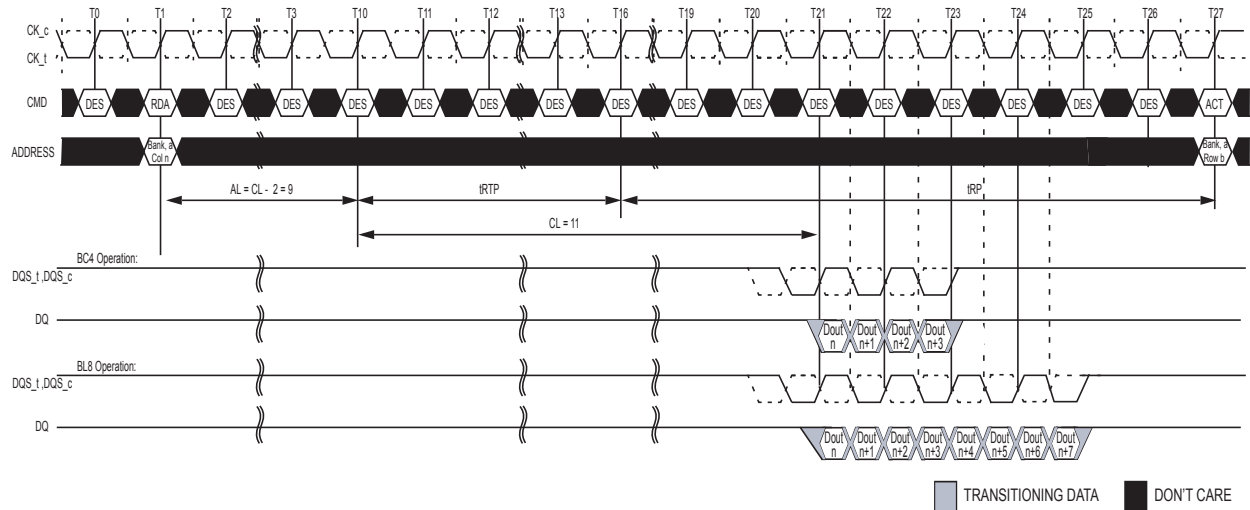 T0 T1 T2 T3 T10 T11 T12 T13 T16 T19 T20 T21 T22 T23 T24 T25 T26 T27
CK_c
CK_t
CMD DES RDA DES DES DES DES DES DES DES DES DES DES DES DES DES DES DES ACT
ADDRESS
Bank, a
Col n
Bank, a
Row b
AL = CL - 2 = 9
tRTP
tRP
CL = 11
BC4 Operation:
DQS_t ,DQS_c
DQ
Dout Dout Dout Dout
n n+1 n+2 n+3
BL8 Operation:
DQS_t ,DQS_c
DQ
Dout Dout Dout Dout Dout Dout Dout Dout
n n+1 n+2 n+3 n+4 n+5 n+6 n+7
TRANSITIONING DATA
DON'T CARE